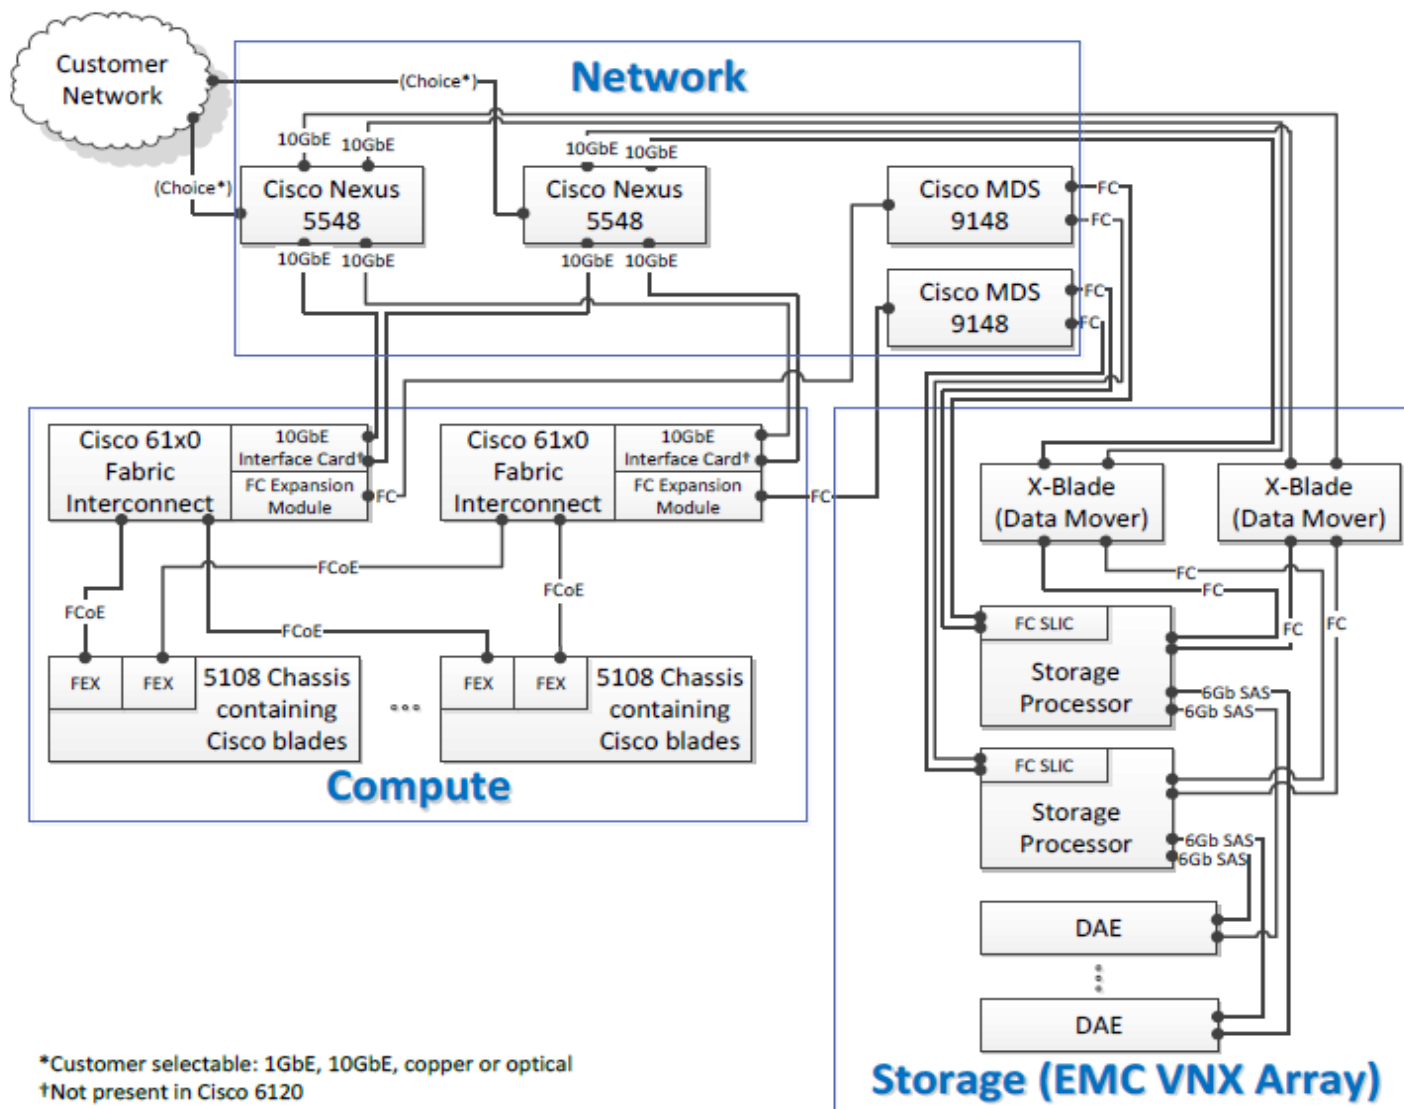 Customer
Network
Network
(Choice*)
(Choice*)
10GbE
10GbE
10GbE
10GbE
Cisco Nexus
5548
Cisco Nexus
5548
Cisco MDS
9148
FC
FC
10GbE
10GbE
10GbE
10GbE
Cisco MDS
9148
FC
FC
Cisco 61x0
Fabric
Interconnect
10GbE
Interface Card†
FC Expansion
Module
FC
Cisco 61x0
Fabric
Interconnect
10GbE
Interface Card†
FC Expansion
Module
FC
X-Blade
(Data Mover)
X-Blade
(Data Mover)
FCoE
FCoE
FCoE
FCoE
FC
FC
FC
FC
FEX
FEX
5108 Chassis
containing
Cisco blades
FEX
FEX
5108 Chassis
containing
Cisco blades
Compute
FC SLIC
Storage
Processor
6Gb SAS
6Gb SAS
FC SLIC
Storage
Processor
6Gb SAS
6Gb SAS
DAE
DAE
Storage (EMC VNX Array)
*Customer selectable: 1GbE, 10GbE, copper or optical
†Not present in Cisco 6120